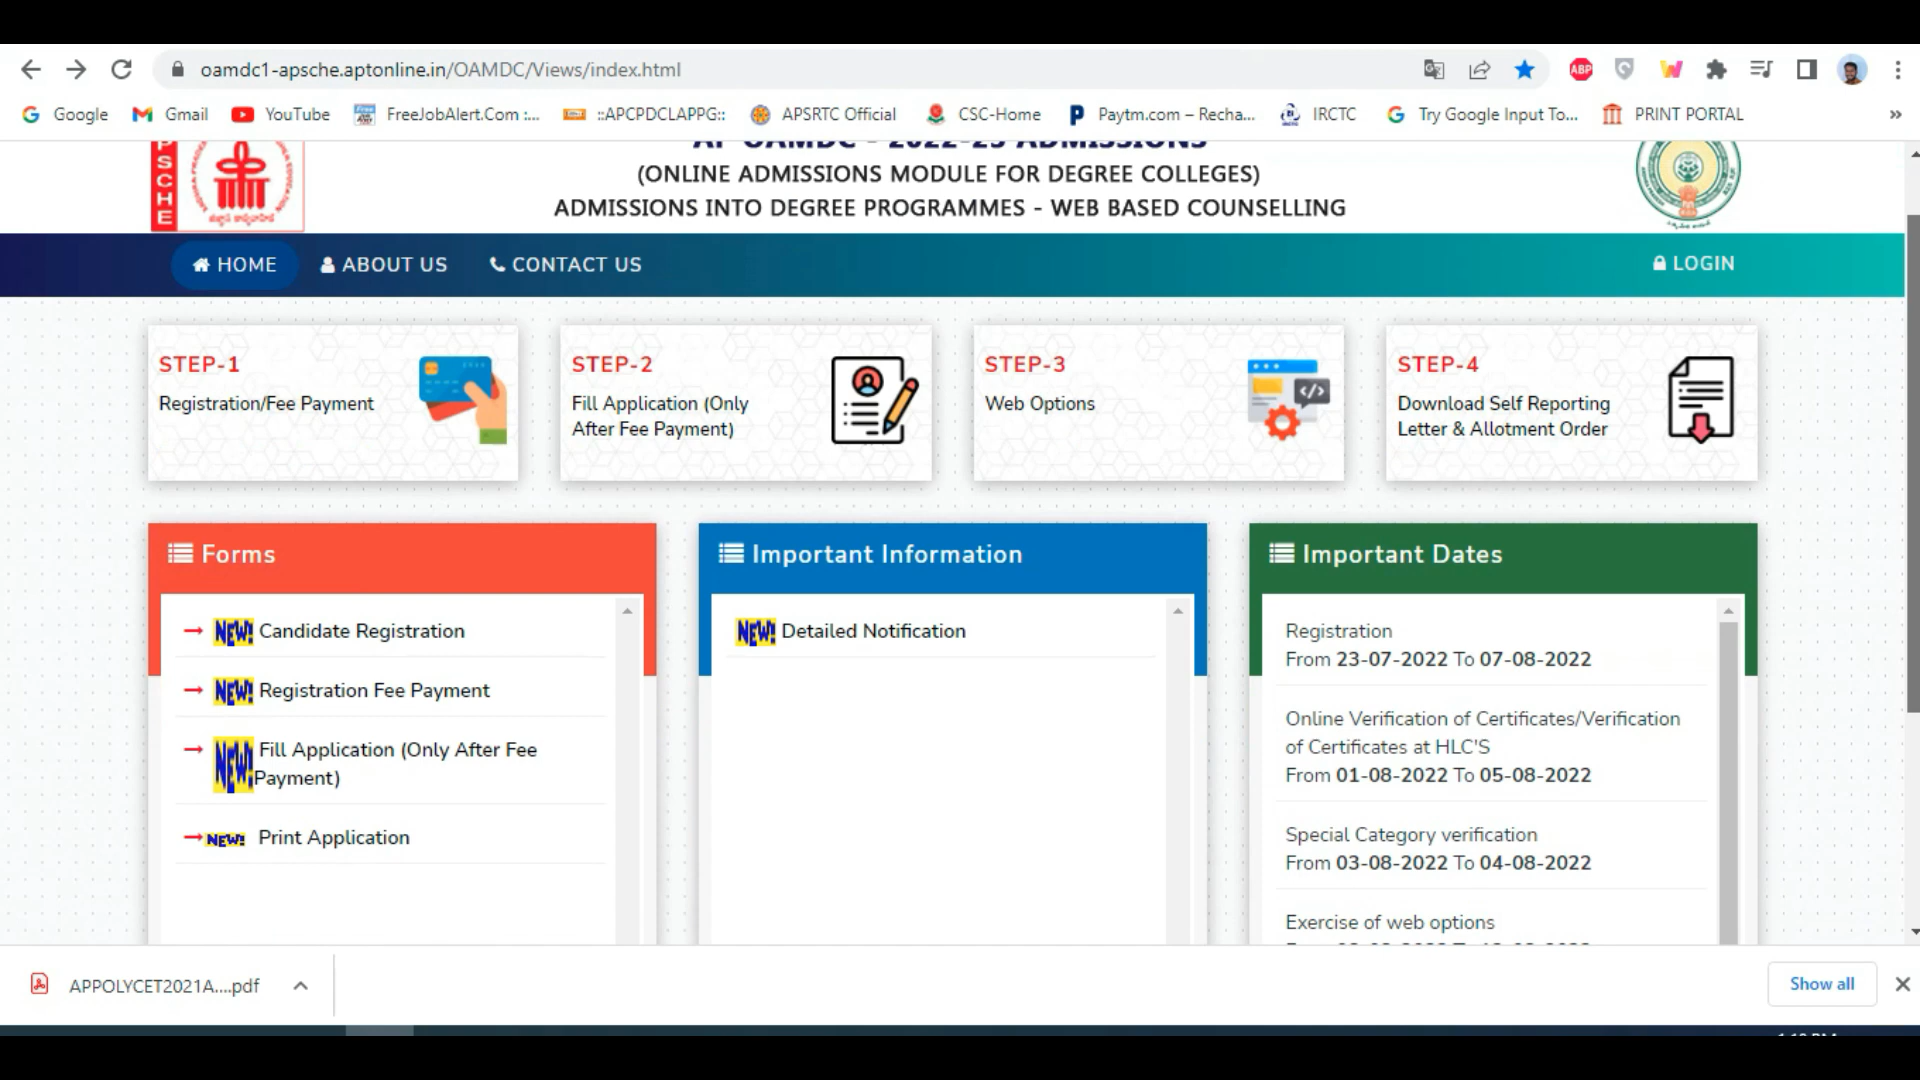 oamdc1-apsche.aptonline.in/OAMDC/Views/index.html
ABP
Google
Gmail
YouTube
FreeJobAlert.Com :...
::APCPDCLAPPG::
APSRTC Official
CSC-Home
Paytm.com – Recha...
IRCTC
Try Google Input To...
PRINT PORTAL
»
PSCHE
AP OAMDC - 2022-23 ADMISSIONS
(ONLINE ADMISSIONS MODULE FOR DEGREE COLLEGES)
ADMISSIONS INTO DEGREE PROGRAMMES - WEB BASED COUNSELLING
HOME
ABOUT US
CONTACT US
LOGIN
STEP-1
Registration/Fee Payment
STEP-2
Fill Application (Only
After Fee Payment)
STEP-3
Web Options
STEP-4
Download Self Reporting
Letter & Allotment Order
Forms
NEW! Candidate Registration
NEW! Registration Fee Payment
NEW! Fill Application (Only After Fee
Payment)
NEW! Print Application
Important Information
NEW! Detailed Notification
Important Dates
Registration
From 23-07-2022 To 07-08-2022
Online Verification of Certificates/Verification
of Certificates at HLC'S
From 01-08-2022 To 05-08-2022
Special Category verification
From 03-08-2022 To 04-08-2022
Exercise of web options
APPOLYCET2021A....pdf
Show all